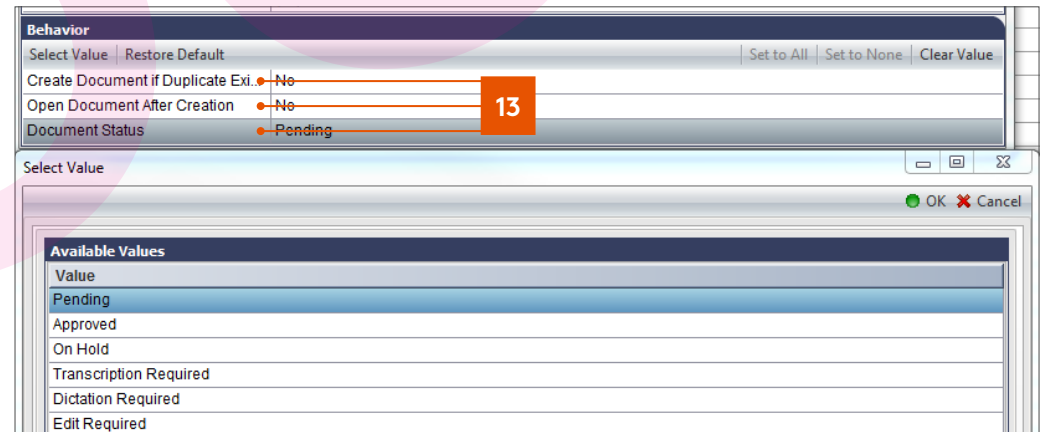 Behavior
Select Value Restore Default Set to All Set to None Clear Value
Create Document if Duplicate Exi... No
Open Document After Creation No
13
Document Status Pending
Select Value
OK Cancel
Available Values
Value
Pending
Approved
On Hold
Transcription Required
Dictation Required
Edit Required